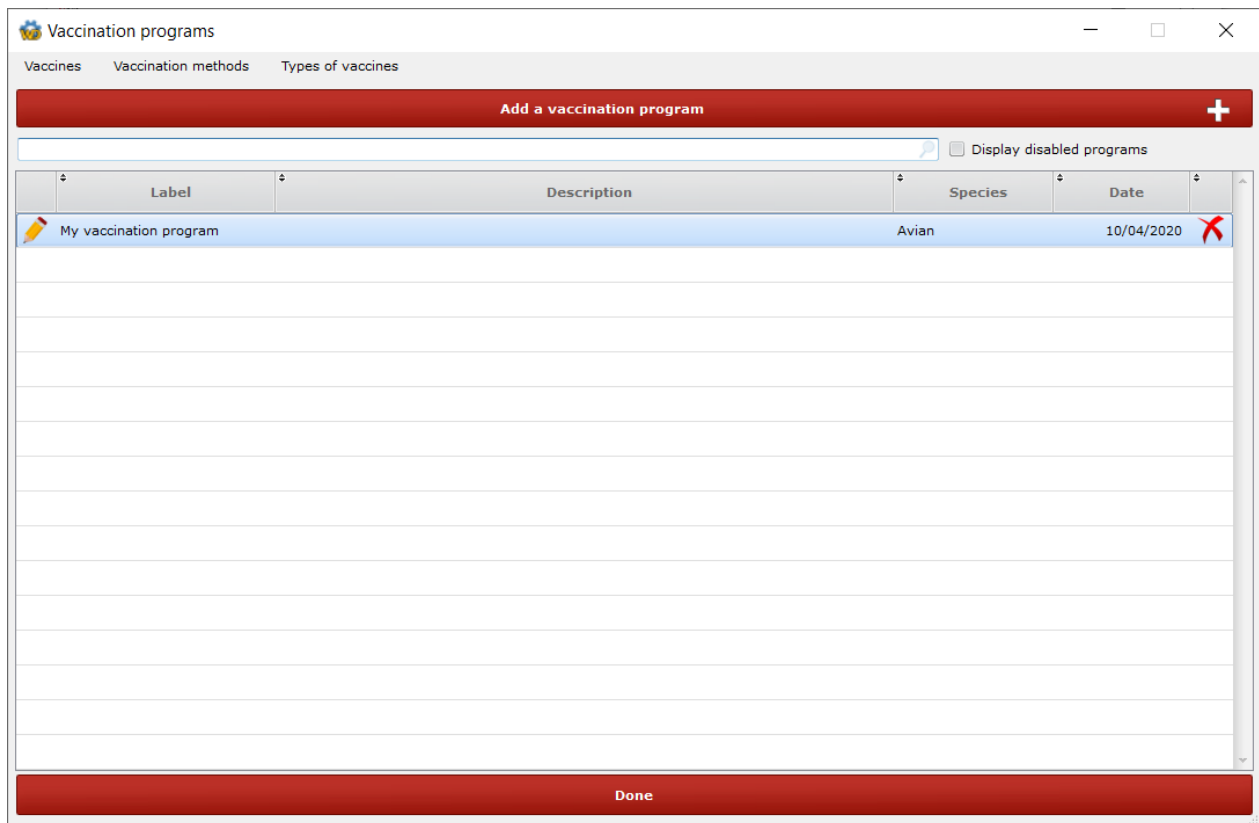 Vaccination programs
Vaccines Vaccination methods Types of vaccines
Add a vaccination program
Display disabled programs
Label Description Species Date
My vaccination program Avian 10/04/2020
Done